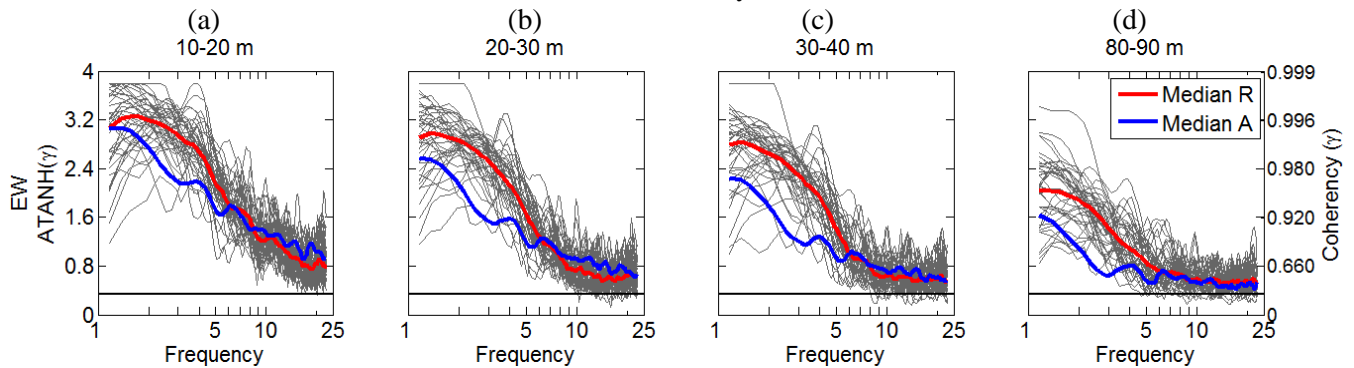 (a) (b) (c) (d)
10-20 m 20-30 m 30-40 m 80-90 m
EW
ATANH(γ)
4
3.2
2.4
1.6
0.8
0
Median R
Median A
0.999
0.996
0.980
0.920
0.660
Coherency (γ)
1 5 10 25 1 5 10 25 1 5 10 25 1 5 10 25
Frequency Frequency Frequency Frequency